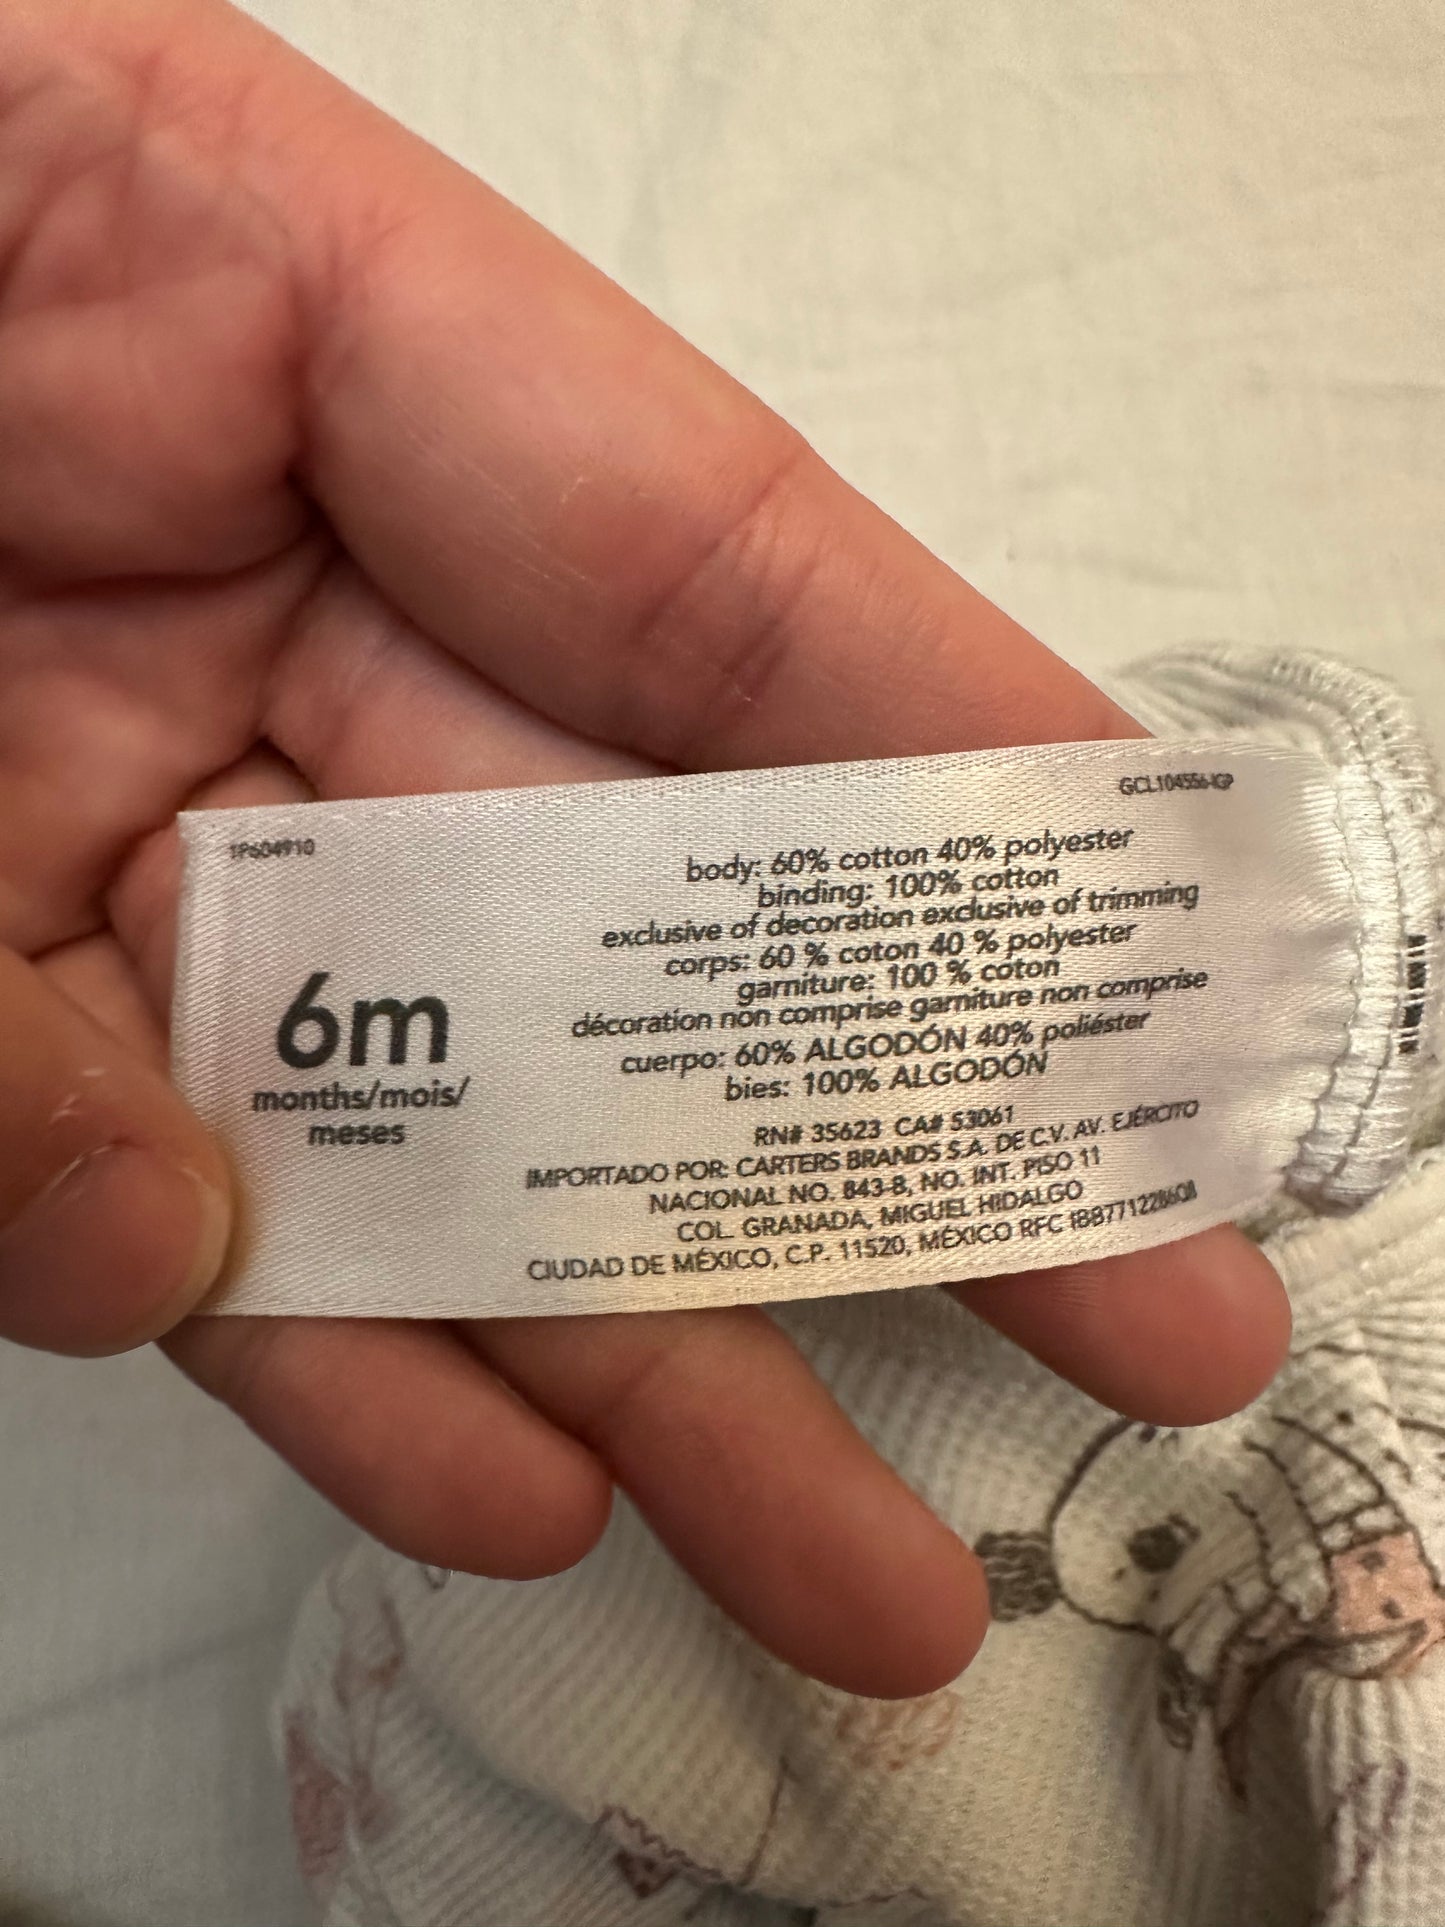 1P604910
GCL104556-IGP
6m
months/mois/
meses
body: 60% cotton 40% polyester
binding: 100% cotton
exclusive of decoration exclusive of trimming
corps: 60 % coton 40 % polyester
garniture: 100 % coton
décoration non comprise garniture non comprise
cuerpo: 60% ALGODÓN 40% poliéster
bies: 100% ALGODÓN
RN# 35623 CA# 53061
IMPORTADO POR: CARTERS BRANDS S.A. DE C.V. AV. EJÉRCITO
NACIONAL NO. 843-B, NO. INT. PISO 11
COL. GRANADA, MIGUEL HIDALGO
CIUDAD DE MÉXICO, C.P. 11520, MÉXICO RFC